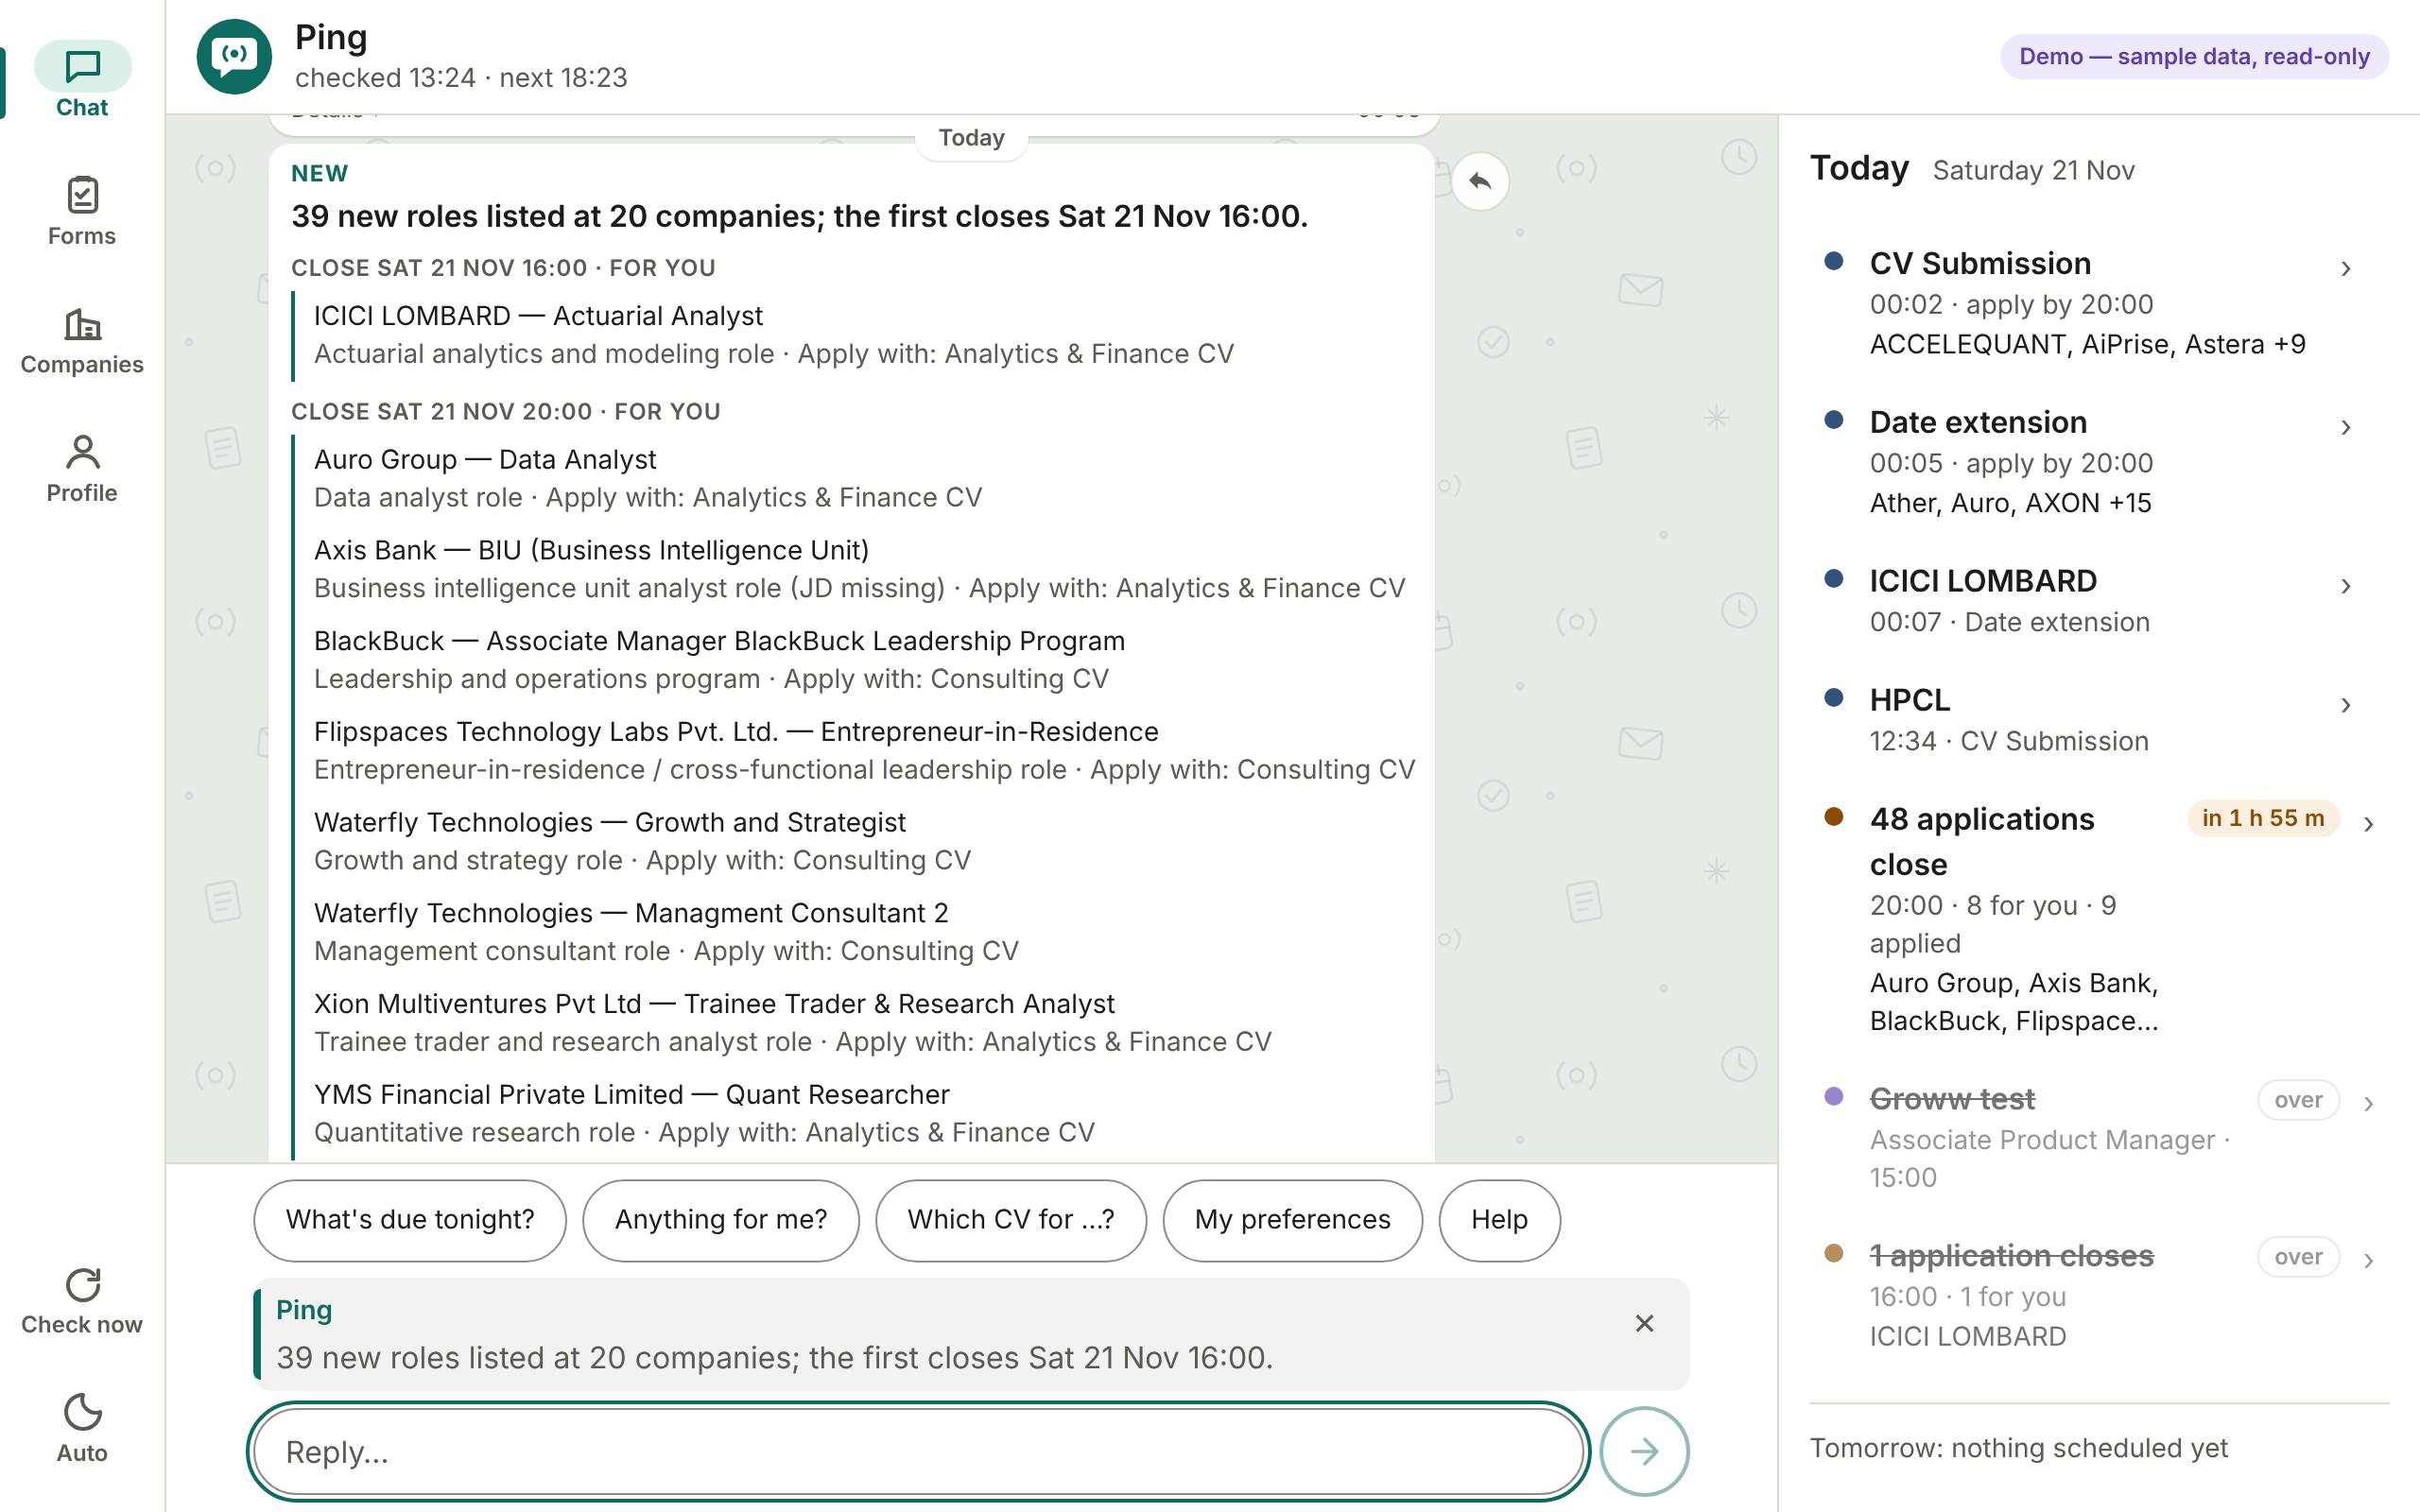 Chat
Forms
Companies
Profile
Check now
Auto
Ping
checked 13:24 · next 18:23
Demo — sample data, read-only
Today
NEW
39 new roles listed at 20 companies; the first closes Sat 21 Nov 16:00.
CLOSE SAT 21 NOV 16:00 · FOR YOU
ICICI LOMBARD — Actuarial Analyst
Actuarial analytics and modeling role · Apply with: Analytics & Finance CV
CLOSE SAT 21 NOV 20:00 · FOR YOU
Auro Group — Data Analyst
Data analyst role · Apply with: Analytics & Finance CV
Axis Bank — BIU (Business Intelligence Unit)
Business intelligence unit analyst role (JD missing) · Apply with: Analytics & Finance CV
BlackBuck — Associate Manager BlackBuck Leadership Program
Leadership and operations program · Apply with: Consulting CV
Flipspaces Technology Labs Pvt. Ltd. — Entrepreneur-in-Residence
Entrepreneur-in-residence / cross-functional leadership role · Apply with: Consulting CV
Waterfly Technologies — Growth and Strategist
Growth and strategy role · Apply with: Consulting CV
Waterfly Technologies — Managment Consultant 2
Management consultant role · Apply with: Consulting CV
Xion Multiventures Pvt Ltd — Trainee Trader & Research Analyst
Trainee trader and research analyst role · Apply with: Analytics & Finance CV
YMS Financial Private Limited — Quant Researcher
Quantitative research role · Apply with: Analytics & Finance CV
What's due tonight?
Anything for me?
Which CV for ...?
My preferences
Help
Ping
39 new roles listed at 20 companies; the first closes Sat 21 Nov 16:00.
Reply...
Today Saturday 21 Nov
CV Submission
00:02 · apply by 20:00
ACCELEQUANT, AiPrise, Astera +9
Date extension
00:05 · apply by 20:00
Ather, Auro, AXON +15
ICICI LOMBARD
00:07 · Date extension
HPCL
12:34 · CV Submission
48 applications in 1 h 55 m
close
20:00 · 8 for you · 9
applied
Auro Group, Axis Bank,
BlackBuck, Flipspace...
Groww test over
Associate Product Manager ·
15:00
1 application closes over
16:00 · 1 for you
ICICI LOMBARD
Tomorrow: nothing scheduled yet